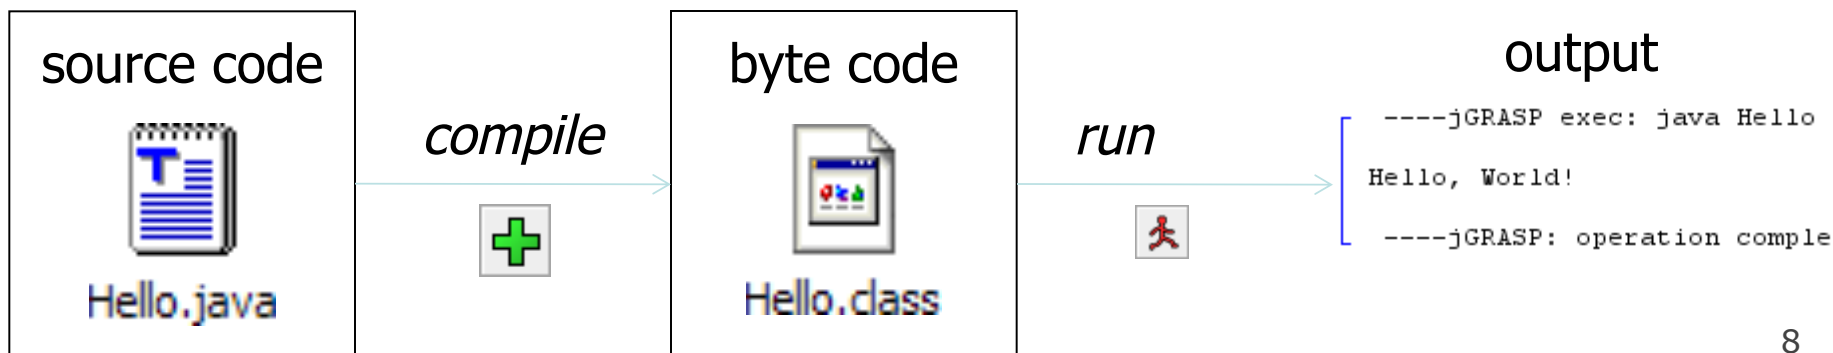 source code
Hello.java
compile
byte code
Hello.class
run
output
----jGRASP exec: java Hello
Hello, World!
----jGRASP: operation comple
8